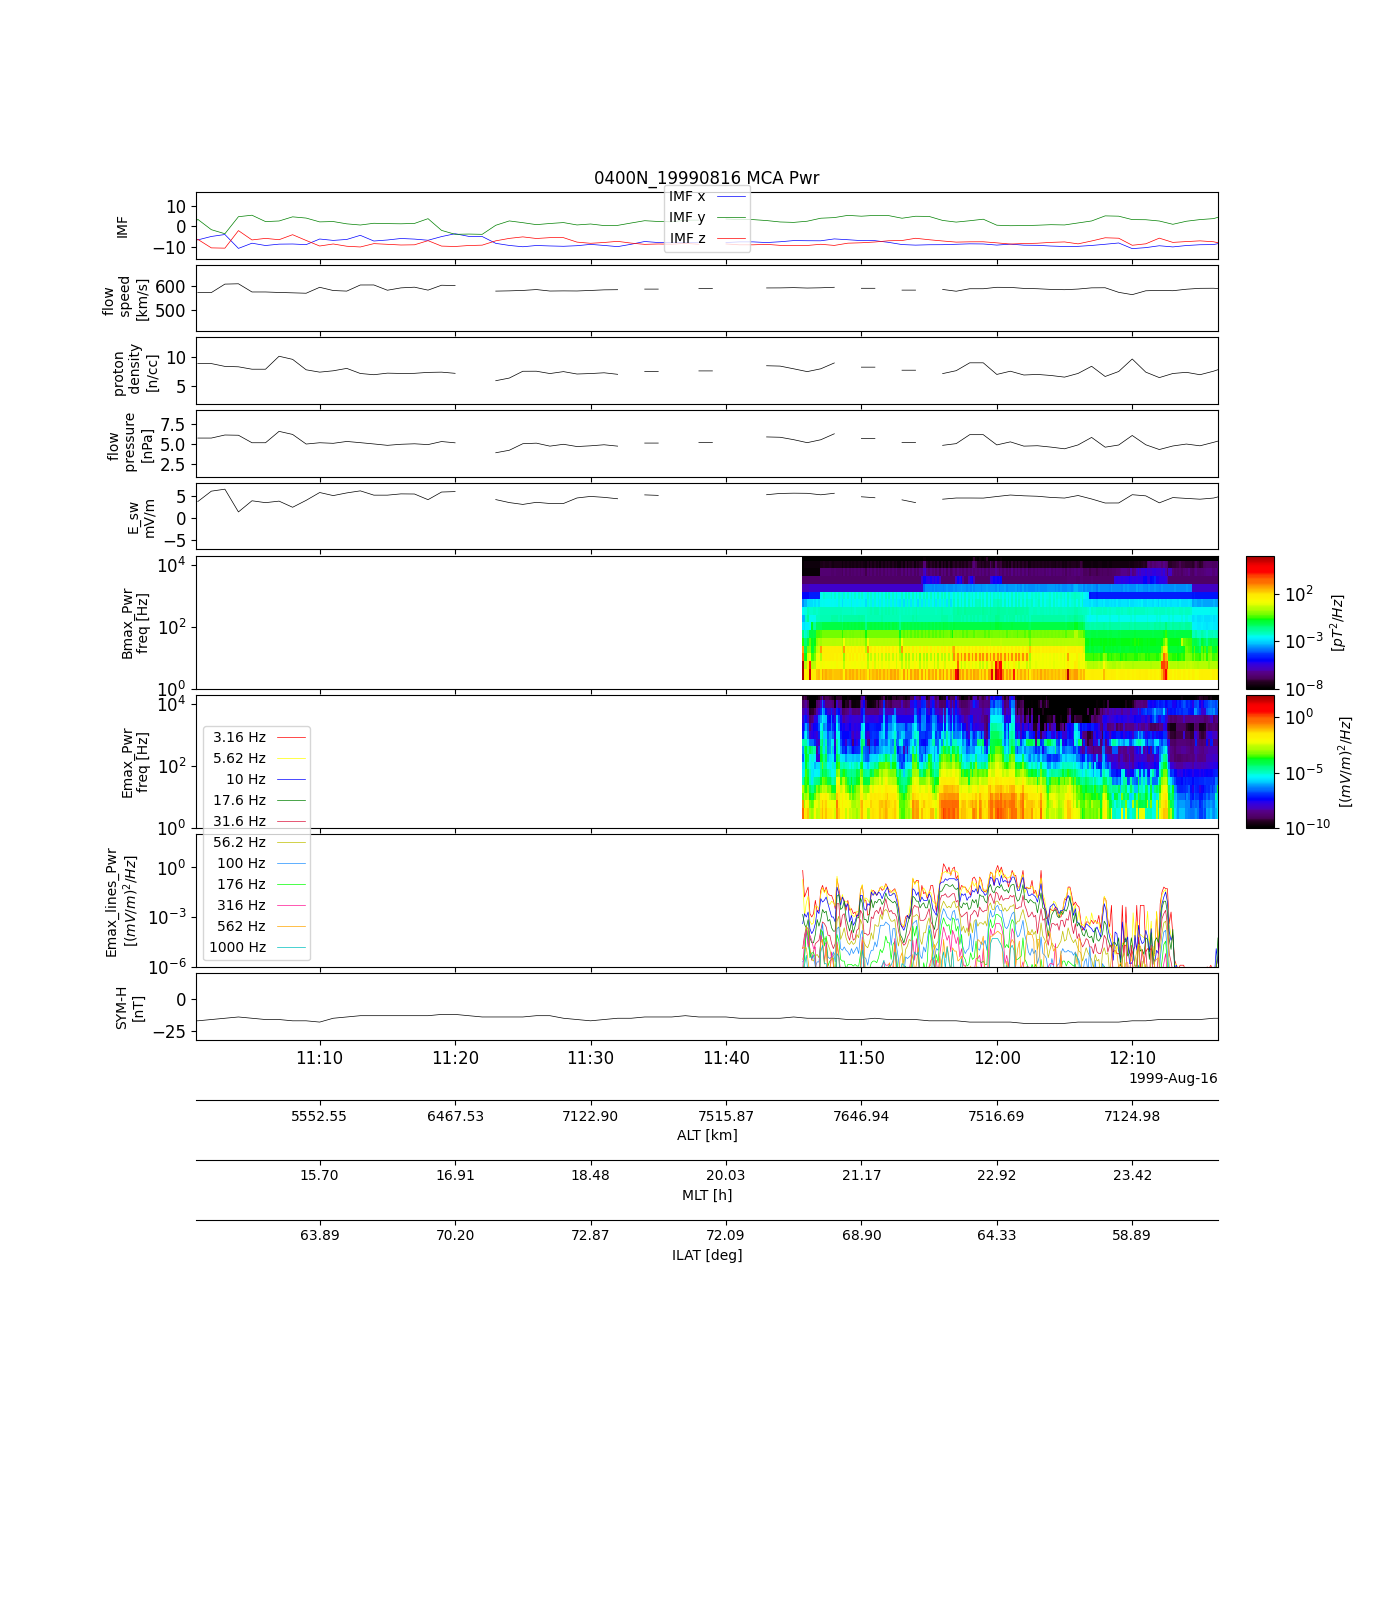 0400N_19990816 MCA Pwr
IMF
10
0
−10
IMF x
IMF y
IMF z
flow
speed
[km/s]
600
500
proton
density
[n/cc]
10
5
flow
pressure
[nPa]
7.5
5.0
2.5
E_sw
mV/m
5
0
−5
Bmax_Pwr
freq [Hz]
10^4
10^2
10^0
10^2
10^−3
10^−8
[pT^2/Hz]
Emax_Pwr
freq [Hz]
10^4
10^2
10^0
10^0
10^−5
10^−10
[(mV/m)^2/Hz]
3.16 Hz
5.62 Hz
10 Hz
17.6 Hz
31.6 Hz
56.2 Hz
100 Hz
176 Hz
316 Hz
562 Hz
1000 Hz
Emax_lines_Pwr
[(mV/m)^2/Hz]
10^0
10^−3
10^−6
SYM-H
[nT]
0
−25
11:10 11:20 11:30 11:40 11:50 12:00 12:10
1999-Aug-16
5552.55 6467.53 7122.90 7515.87 7646.94 7516.69 7124.98
ALT [km]
15.70 16.91 18.48 20.03 21.17 22.92 23.42
MLT [h]
63.89 70.20 72.87 72.09 68.90 64.33 58.89
ILAT [deg]